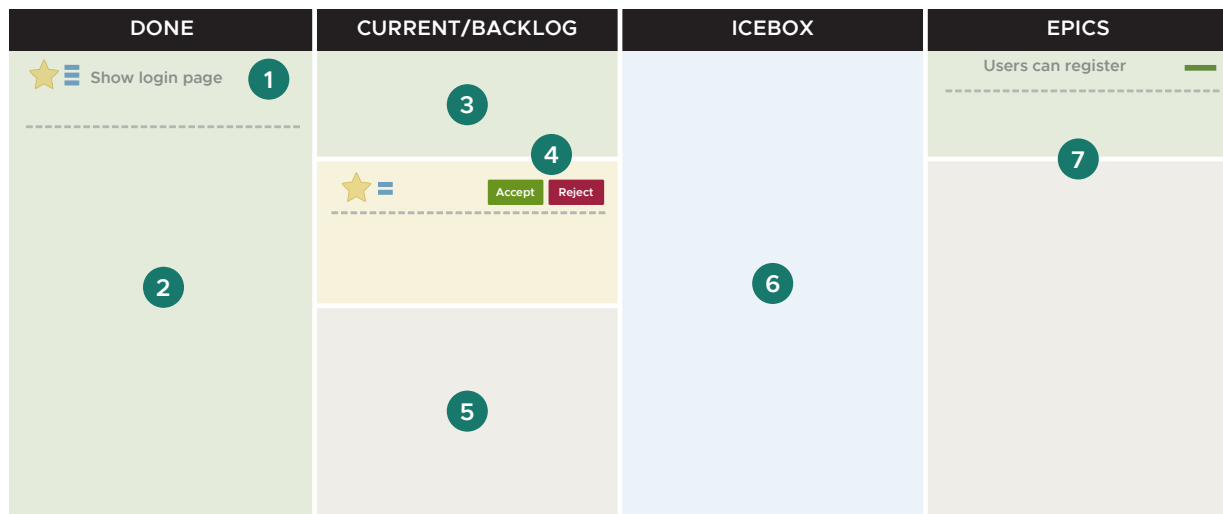 DONE
CURRENT/BACKLOG
ICEBOX
EPICS
Show login page
1
2
3
4
Accept
Reject
5
6
Users can register
7